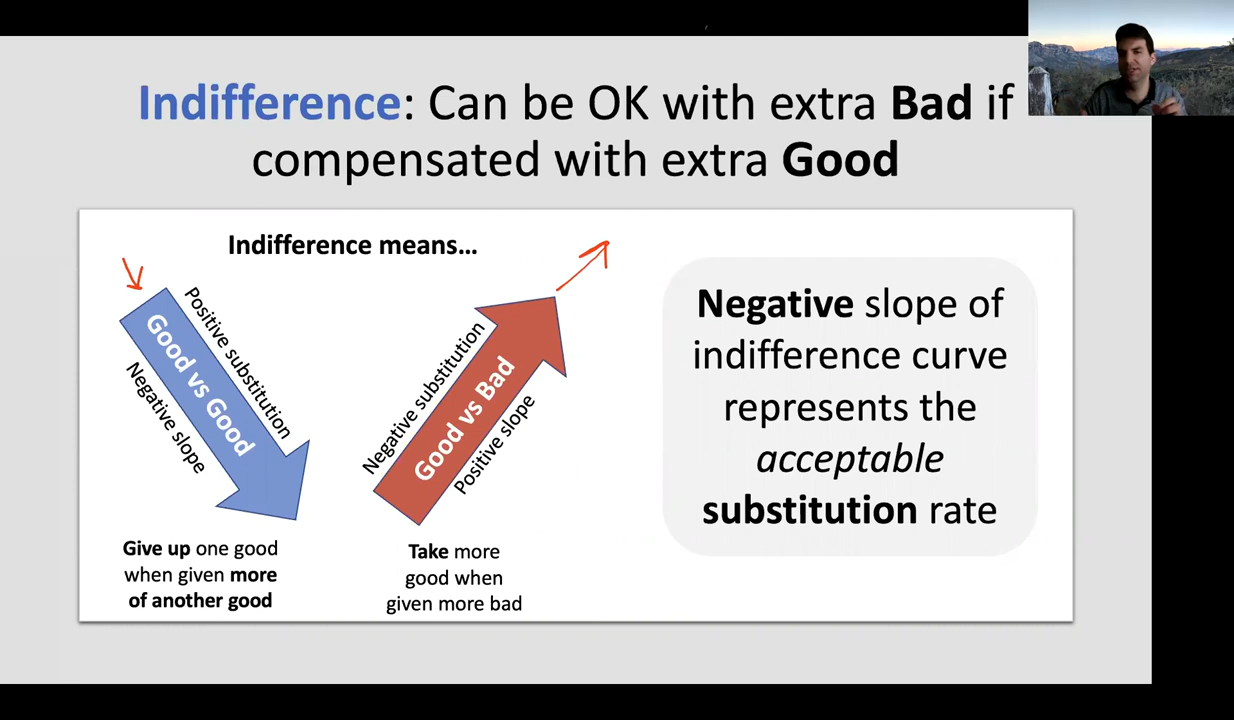 Indifference: Can be OK with extra Bad if
compensated with extra Good
Indifference means…
Good vs Good
Positive substitution
Negative slope
Give up one good
when given more
of another good
Good vs Bad
Negative substitution
Positive slope
Take more
good when
given more bad
Negative slope of
indifference curve
represents the
acceptable
substitution rate